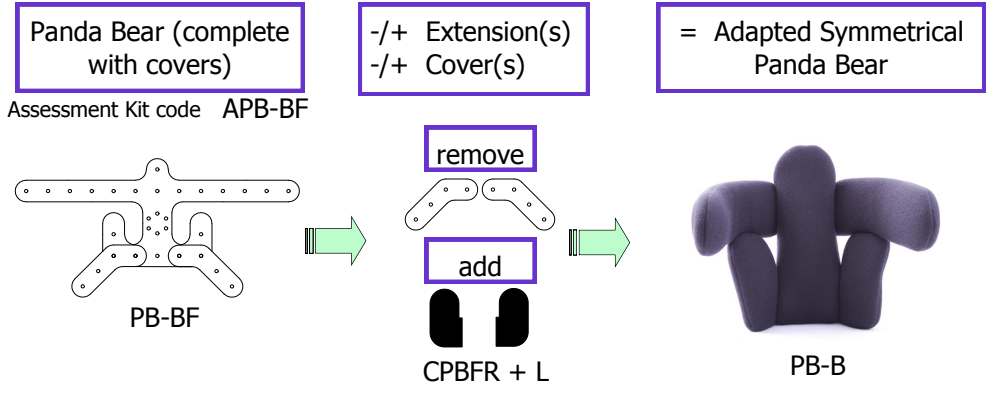 Panda Bear (complete
with covers)
-/+ Extension(s)
-/+ Cover(s)
= Adapted Symmetrical
Panda Bear
Assessment Kit code APB-BF
remove
add
PB-BF
CPBFR + L
PB-B